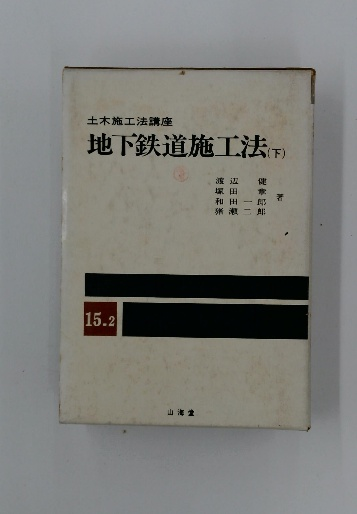 土木施工法講座
地下鉄道施工法(下)
渡辺 健
塚田 章
和田一郎
猪瀬二郎
著
15.2
山海堂